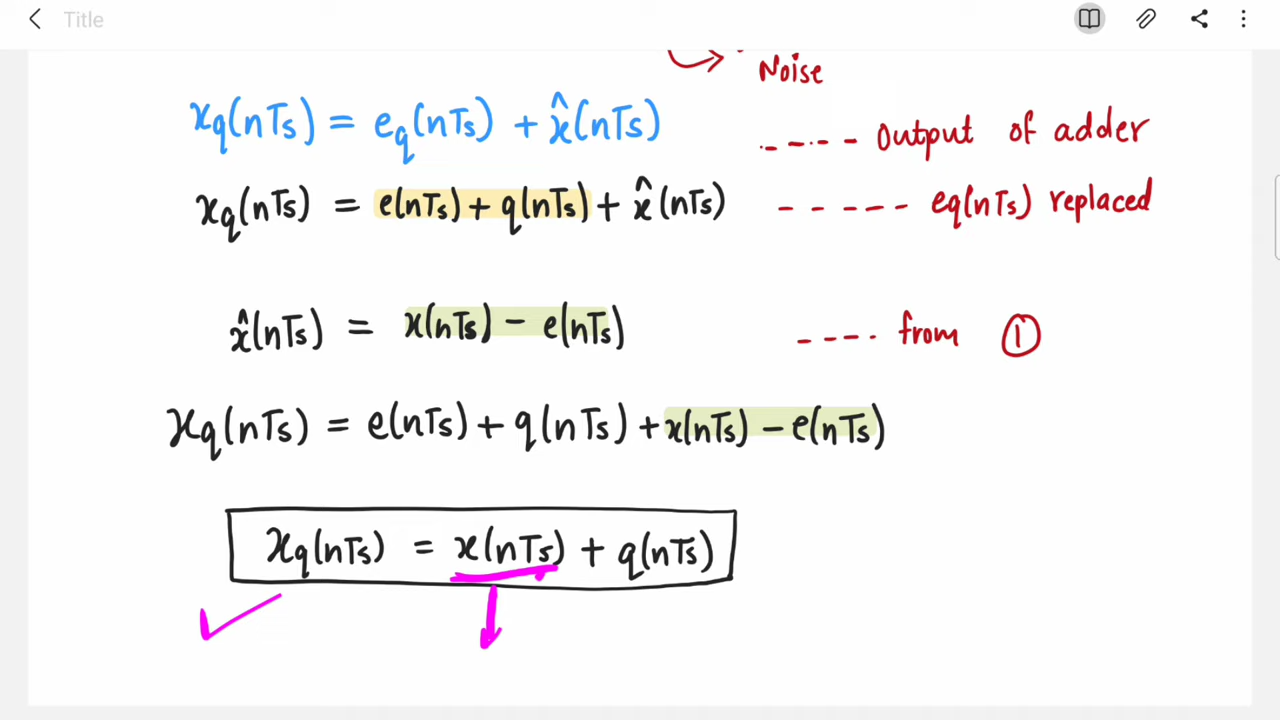 Title
Noise
xq(nTs) = eq(nTs) + x̂(nTs) ---- Output of adder
xq(nTs) = e(nTs) + q(nTs) + x̂(nTs) ----- eq(nTs) replaced
x̂(nTs) = x(nTs) - e(nTs) ---- from ①
xq(nTs) = e(nTs) + q(nTs) + x(nTs) - e(nTs)
xq(nTs) = x(nTs) + q(nTs)